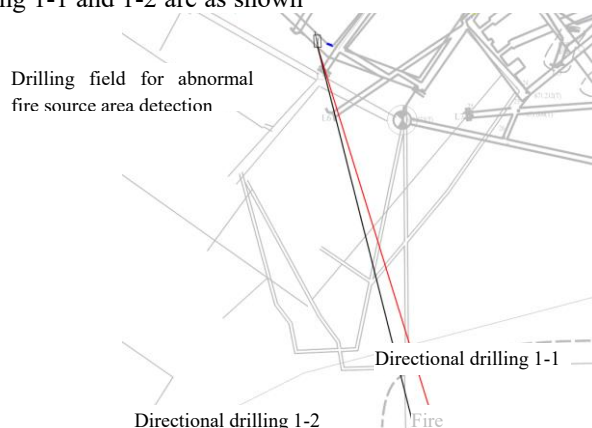 ng 1-1 and 1-2 are as shown
Drilling field for abnormal
fire source area detection
Directional drilling 1-1
Directional drilling 1-2
Fire